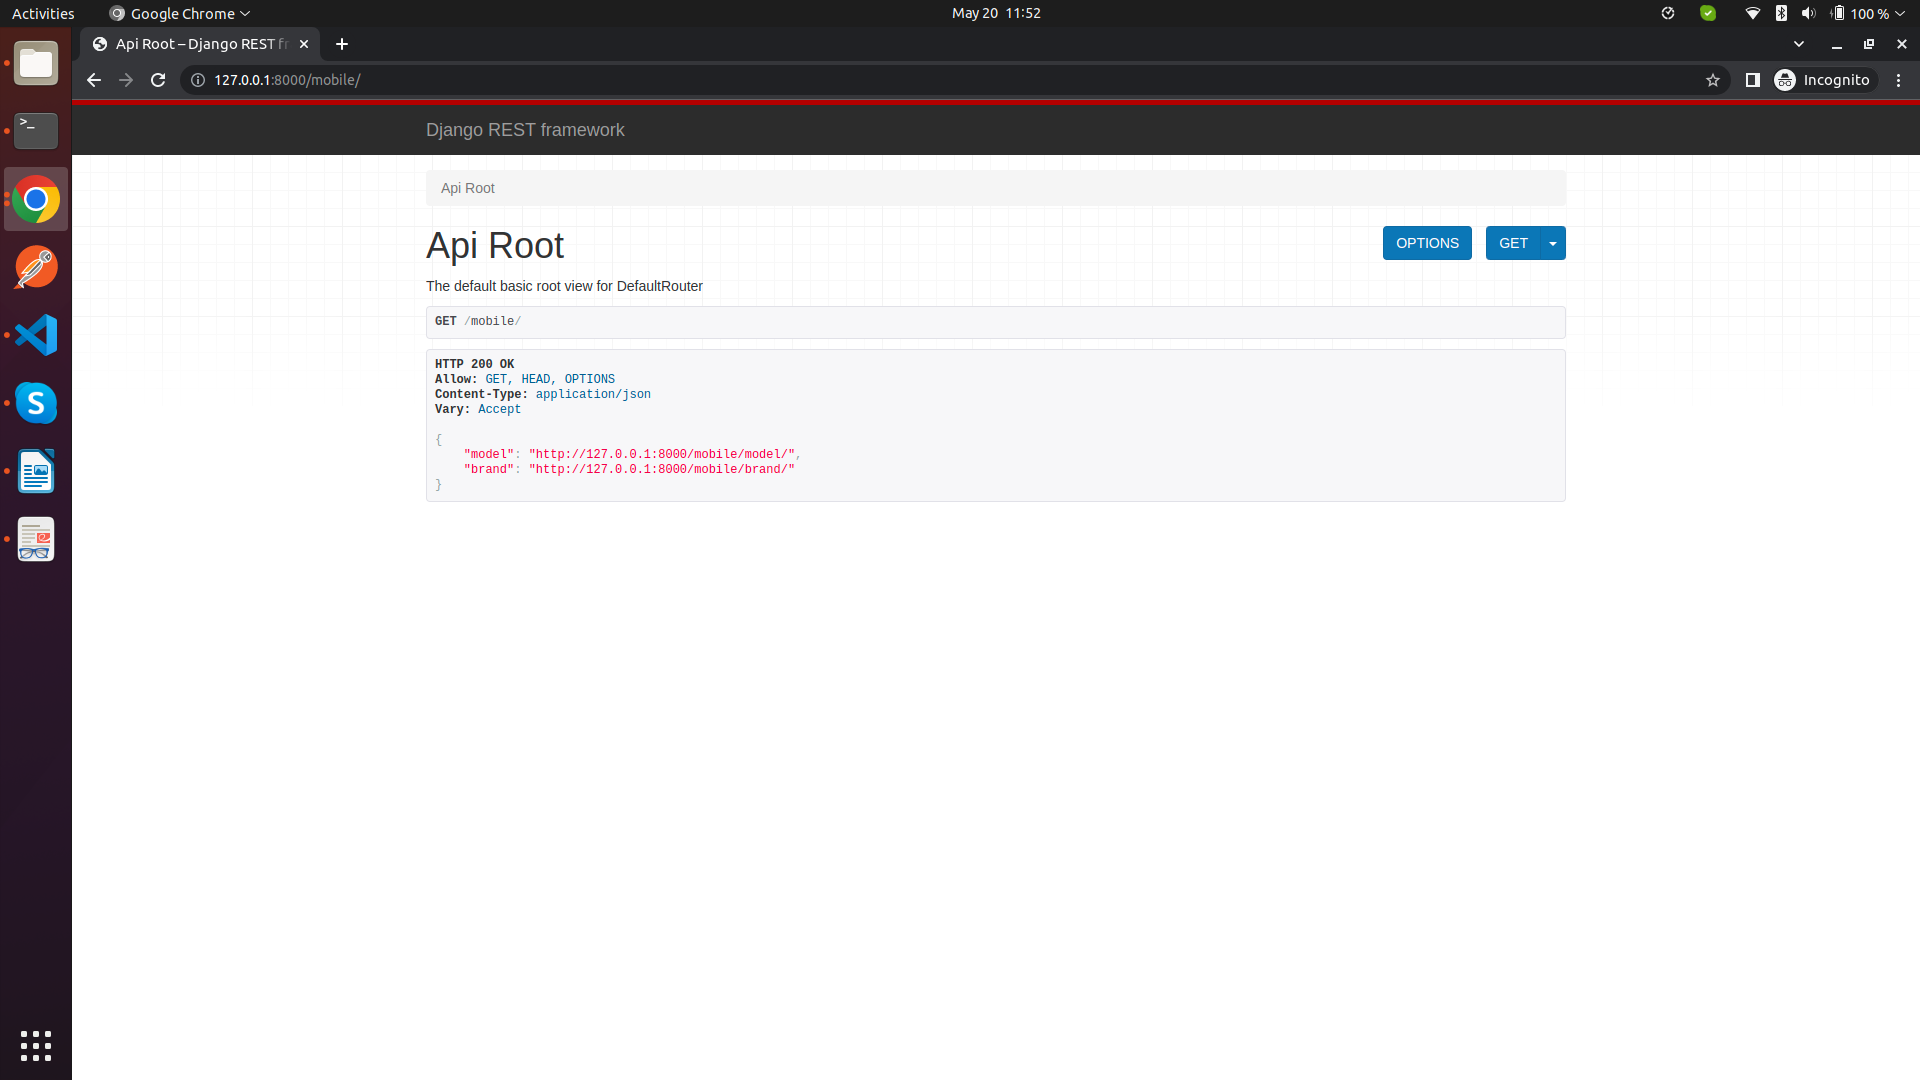 Activities
Google Chrome
May 20 11:52
100 %
Api Root – Django REST fr
127.0.0.1:8000/mobile/
Incognito
Django REST framework
Api Root
Api Root
OPTIONS
GET
The default basic root view for DefaultRouter
GET /mobile/
HTTP 200 OK
Allow: GET, HEAD, OPTIONS
Content-Type: application/json
Vary: Accept
{
    "model": "http://127.0.0.1:8000/mobile/model/",
    "brand": "http://127.0.0.1:8000/mobile/brand/"
}